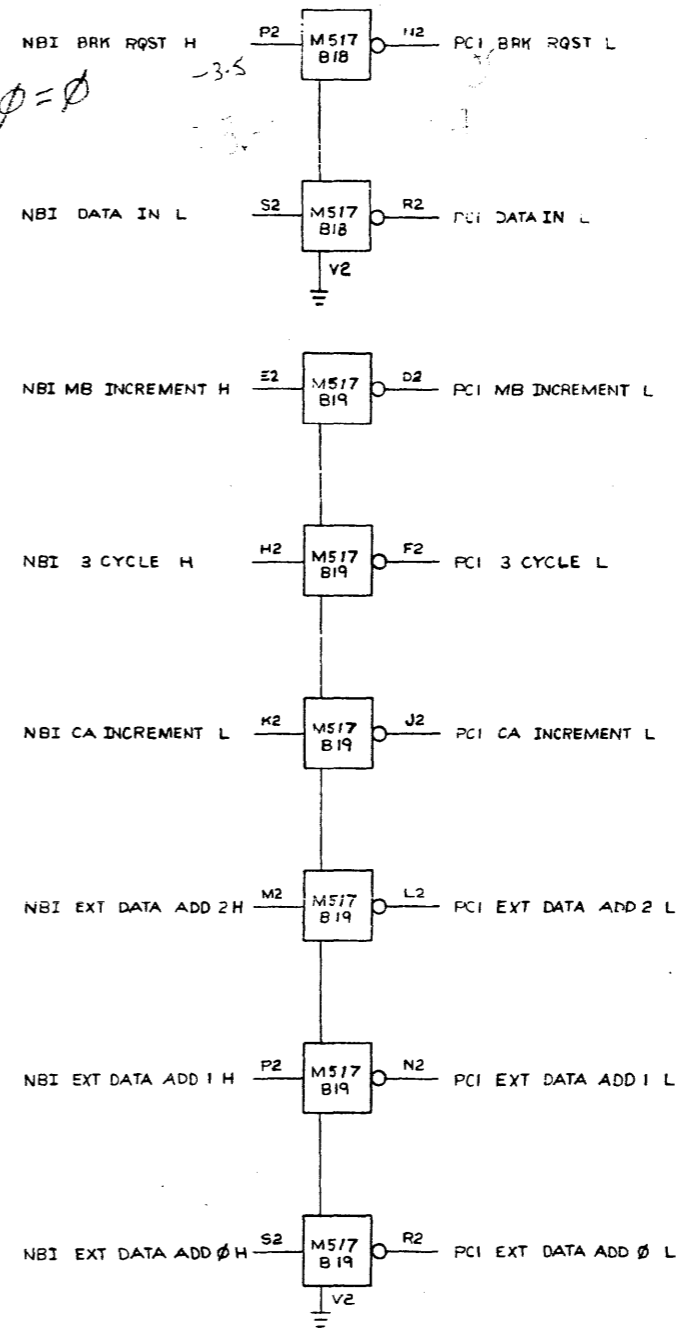 NBI BRK RQST H P2 M517 B18 N2 PCI BRK RQST L
-3.5
Ø = Ø
NBI DATA IN L S2 M517 B18 R2 PCI DATA IN L
V2
NBI MB INCREMENT H E2 M517 B19 D2 PCI MB INCREMENT L
NBI 3 CYCLE H H2 M517 B19 F2 PCI 3 CYCLE L
NBI CA INCREMENT L K2 M517 B19 J2 PCI CA INCREMENT L
NBI EXT DATA ADD 2 H M2 M517 B19 L2 PCI EXT DATA ADD 2 L
NBI EXT DATA ADD 1 H P2 M517 B19 N2 PCI EXT DATA ADD 1 L
NBI EXT DATA ADD Ø H S2 M517 B19 R2 PCI EXT DATA ADD Ø L
V2